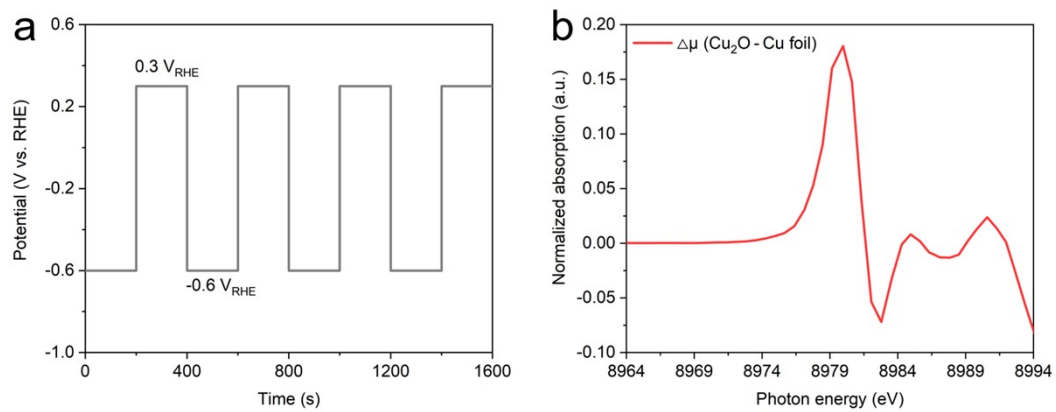 a
0.6
0.2
-0.2
-0.6
-1.0
0
400
800
1200
1600
Potential (V vs. RHE)
Time (s)
0.3 V_RHE
-0.6 V_RHE
b
0.20
0.15
0.10
0.05
0.00
-0.05
-0.10
8964
8969
8974
8979
8984
8989
8994
Normalized absorption (a.u.)
Photon energy (eV)
△μ (Cu₂O - Cu foil)